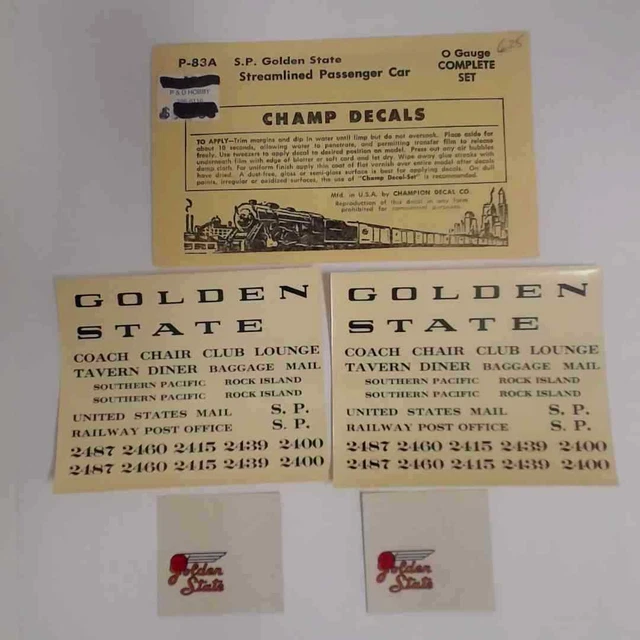 P-83A
S.P. Golden State
Streamlined Passenger Car
O Gauge
COMPLETE
SET
625
P & D HOBBY
CHAMP DECALS
TO APPLY—Trim margins and dip in water until limp but do not oversoak. Place aside for
about 10 seconds, allowing water to penetrate, and permitting transfer film to release
freely. Use tweezers to apply decal to desired position on model. Press out any air bubbles
underneath film with edge of blotter or soft card and let dry. Wipe away glue streaks with
damp cloth. For uniform finish apply thin coat of flat varnish over entire model after decals
have dried. A dust-free, gloss or semi-gloss surface is best for applying decals. On dull
paints, irregular or oxidized surfaces, the use of "Champ Decal-Set" is recommended.
Mfd. in U.S.A. by CHAMPION DECAL CO.
Reproduction of this decal in any form
prohibited for commercial purposes.
GOLDEN
STATE
COACH CHAIR CLUB LOUNGE
TAVERN DINER BAGGAGE MAIL
SOUTHERN PACIFIC ROCK ISLAND
SOUTHERN PACIFIC ROCK ISLAND
UNITED STATES MAIL S. P.
RAILWAY POST OFFICE S. P.
2487 2460 2415 2439 2400
2487 2460 2415 2439 2400
GOLDEN
STATE
COACH CHAIR CLUB LOUNGE
TAVERN DINER BAGGAGE MAIL
SOUTHERN PACIFIC ROCK ISLAND
SOUTHERN PACIFIC ROCK ISLAND
UNITED STATES MAIL S. P.
RAILWAY POST OFFICE S. P.
2487 2460 2415 2439 2400
2487 2460 2415 2439 2400
Golden
State
Golden
State